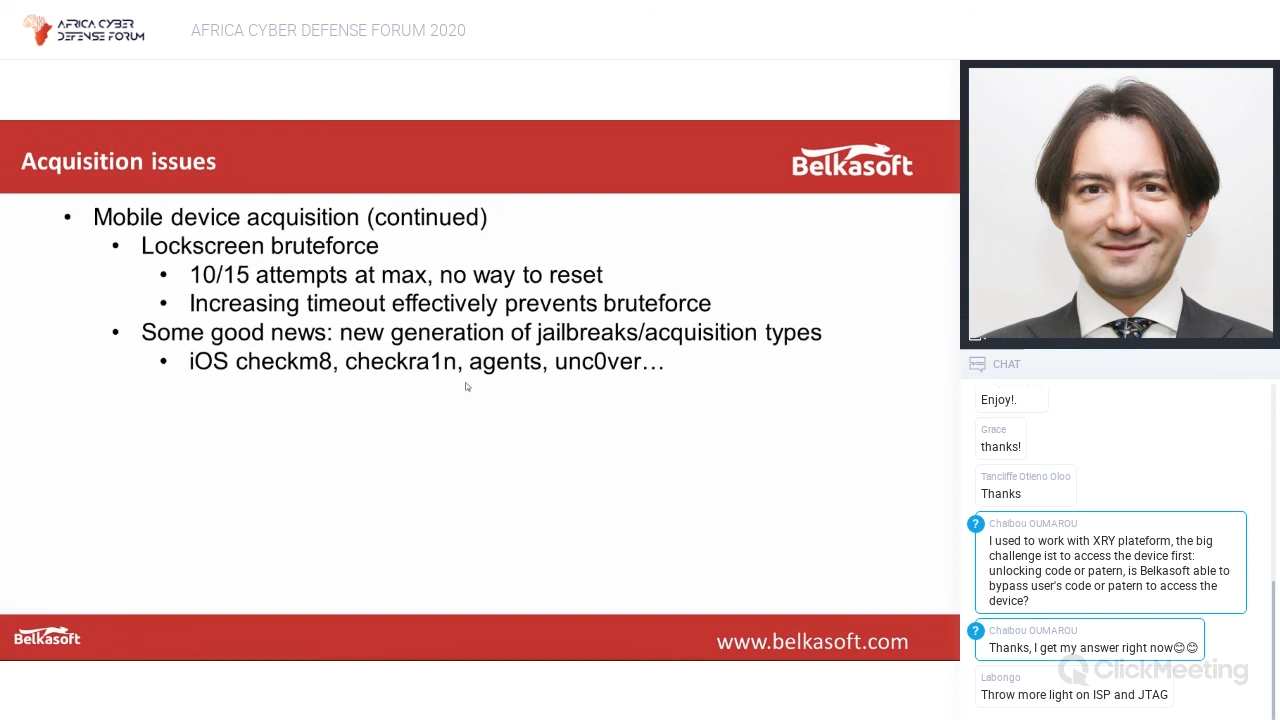 AFRICA CYBER
DEFENSE FORUM
AFRICA CYBER DEFENSE FORUM 2020
Acquisition issues
Belkasoft
• Mobile device acquisition (continued)
• Lockscreen bruteforce
• 10/15 attempts at max, no way to reset
• Increasing timeout effectively prevents bruteforce
• Some good news: new generation of jailbreaks/acquisition types
• iOS checkm8, checkra1n, agents, unc0ver…
Belkasoft
www.belkasoft.com
CHAT
Enjoy!.
Grace
thanks!
Tancliffe Otieno Oloo
Thanks
?
Chaibou OUMAROU
I used to work with XRY plateform, the big
challenge ist to access the device first:
unlocking code or patern, is Belkasoft able to
bypass user's code or patern to access the
device?
?
Chaibou OUMAROU
Thanks, I get my answer right now😊😊
ClickMeeting
Labongo
Throw more light on ISP and JTAG